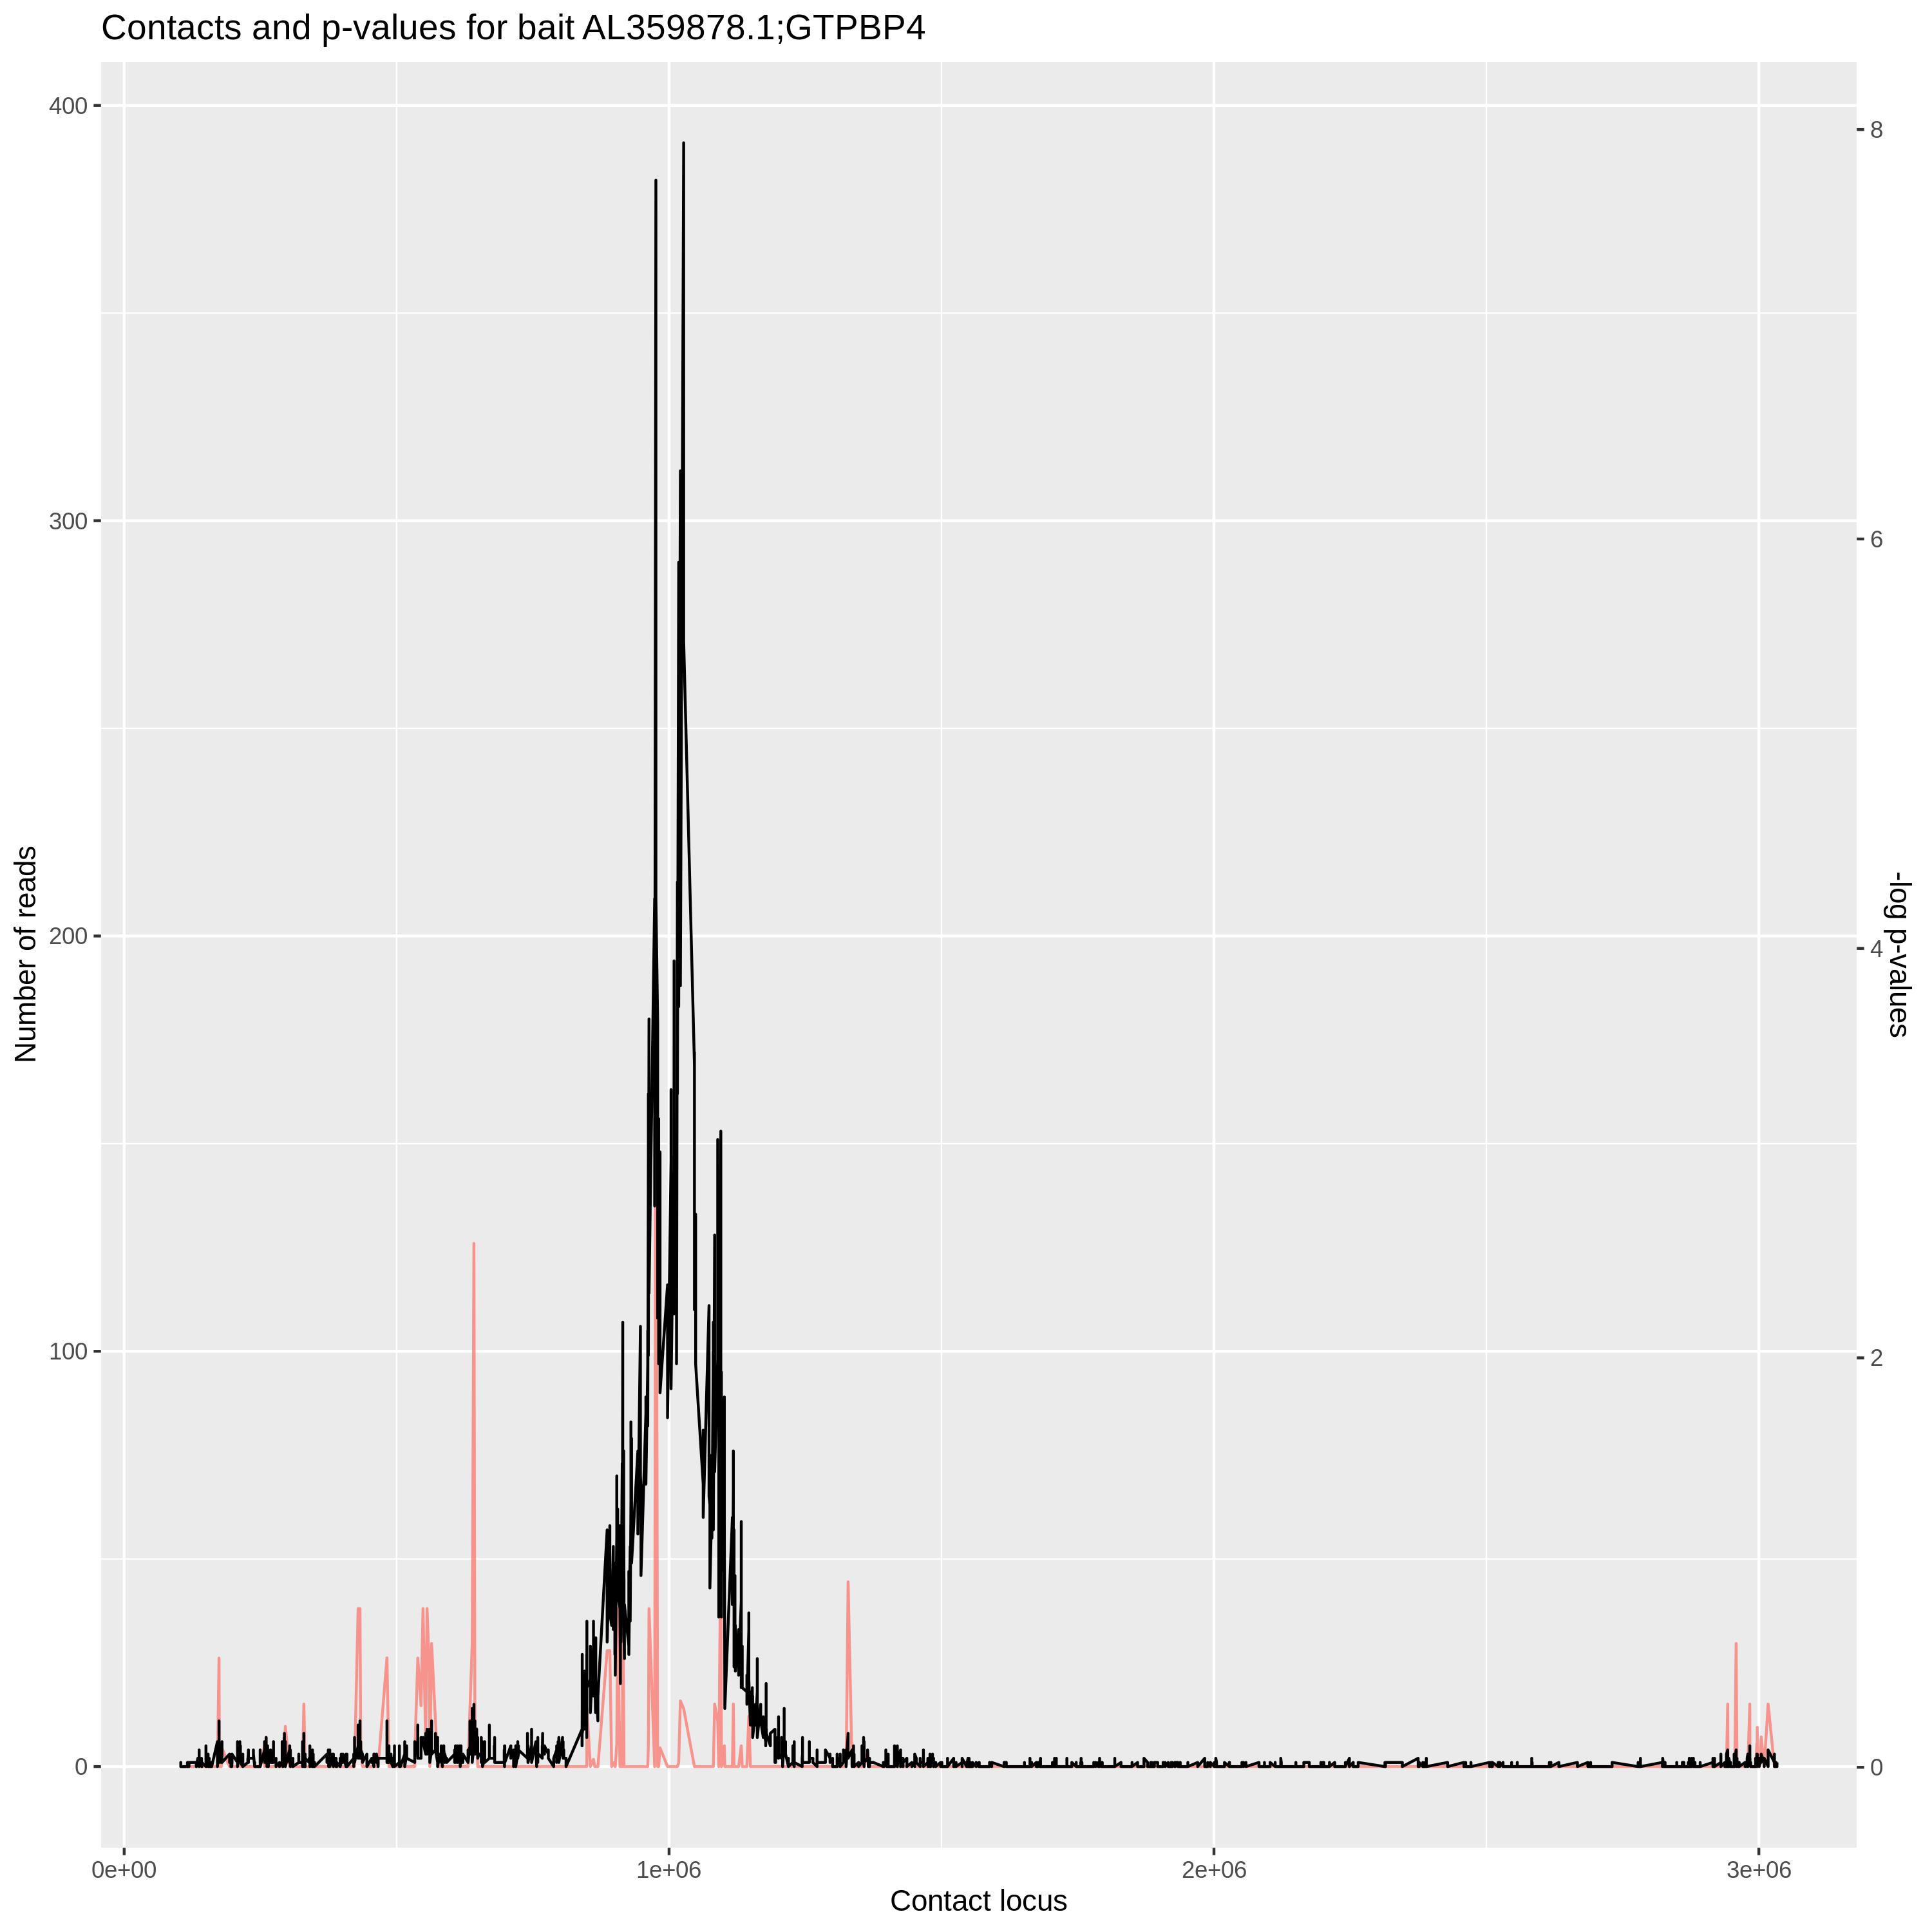 Contacts and p-values for bait AL359878.1;GTPBP4
400
300
200
100
0
Number of reads
8
6
4
2
0
-log p-values
0e+00
1e+06
2e+06
3e+06
Contact locus